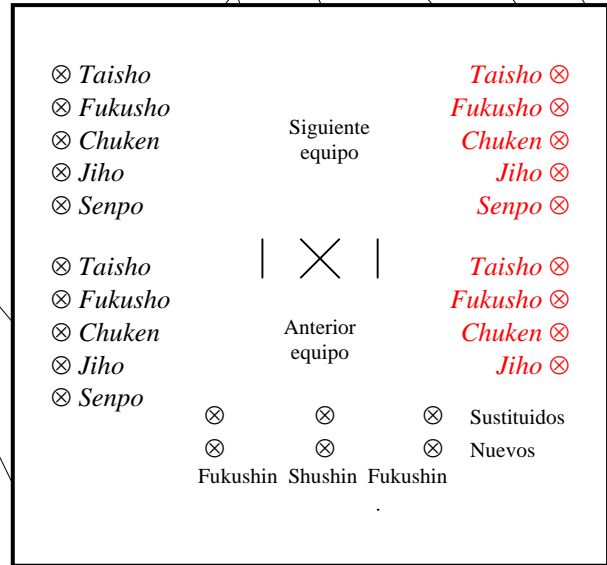 ⊗ Taisho
⊗ Fukusho
⊗ Chuken
⊗ Jiho
⊗ Senpo
Siguiente
equipo
Taisho ⊗
Fukusho ⊗
Chuken ⊗
Jiho ⊗
Senpo ⊗
⊗ Taisho
⊗ Fukusho
⊗ Chuken
⊗ Jiho
⊗ Senpo
Anterior
equipo
Taisho ⊗
Fukusho ⊗
Chuken ⊗
Jiho ⊗
⊗ ⊗ ⊗ Sustituidos
⊗ ⊗ ⊗ Nuevos
Fukushin Shushin Fukushin
.